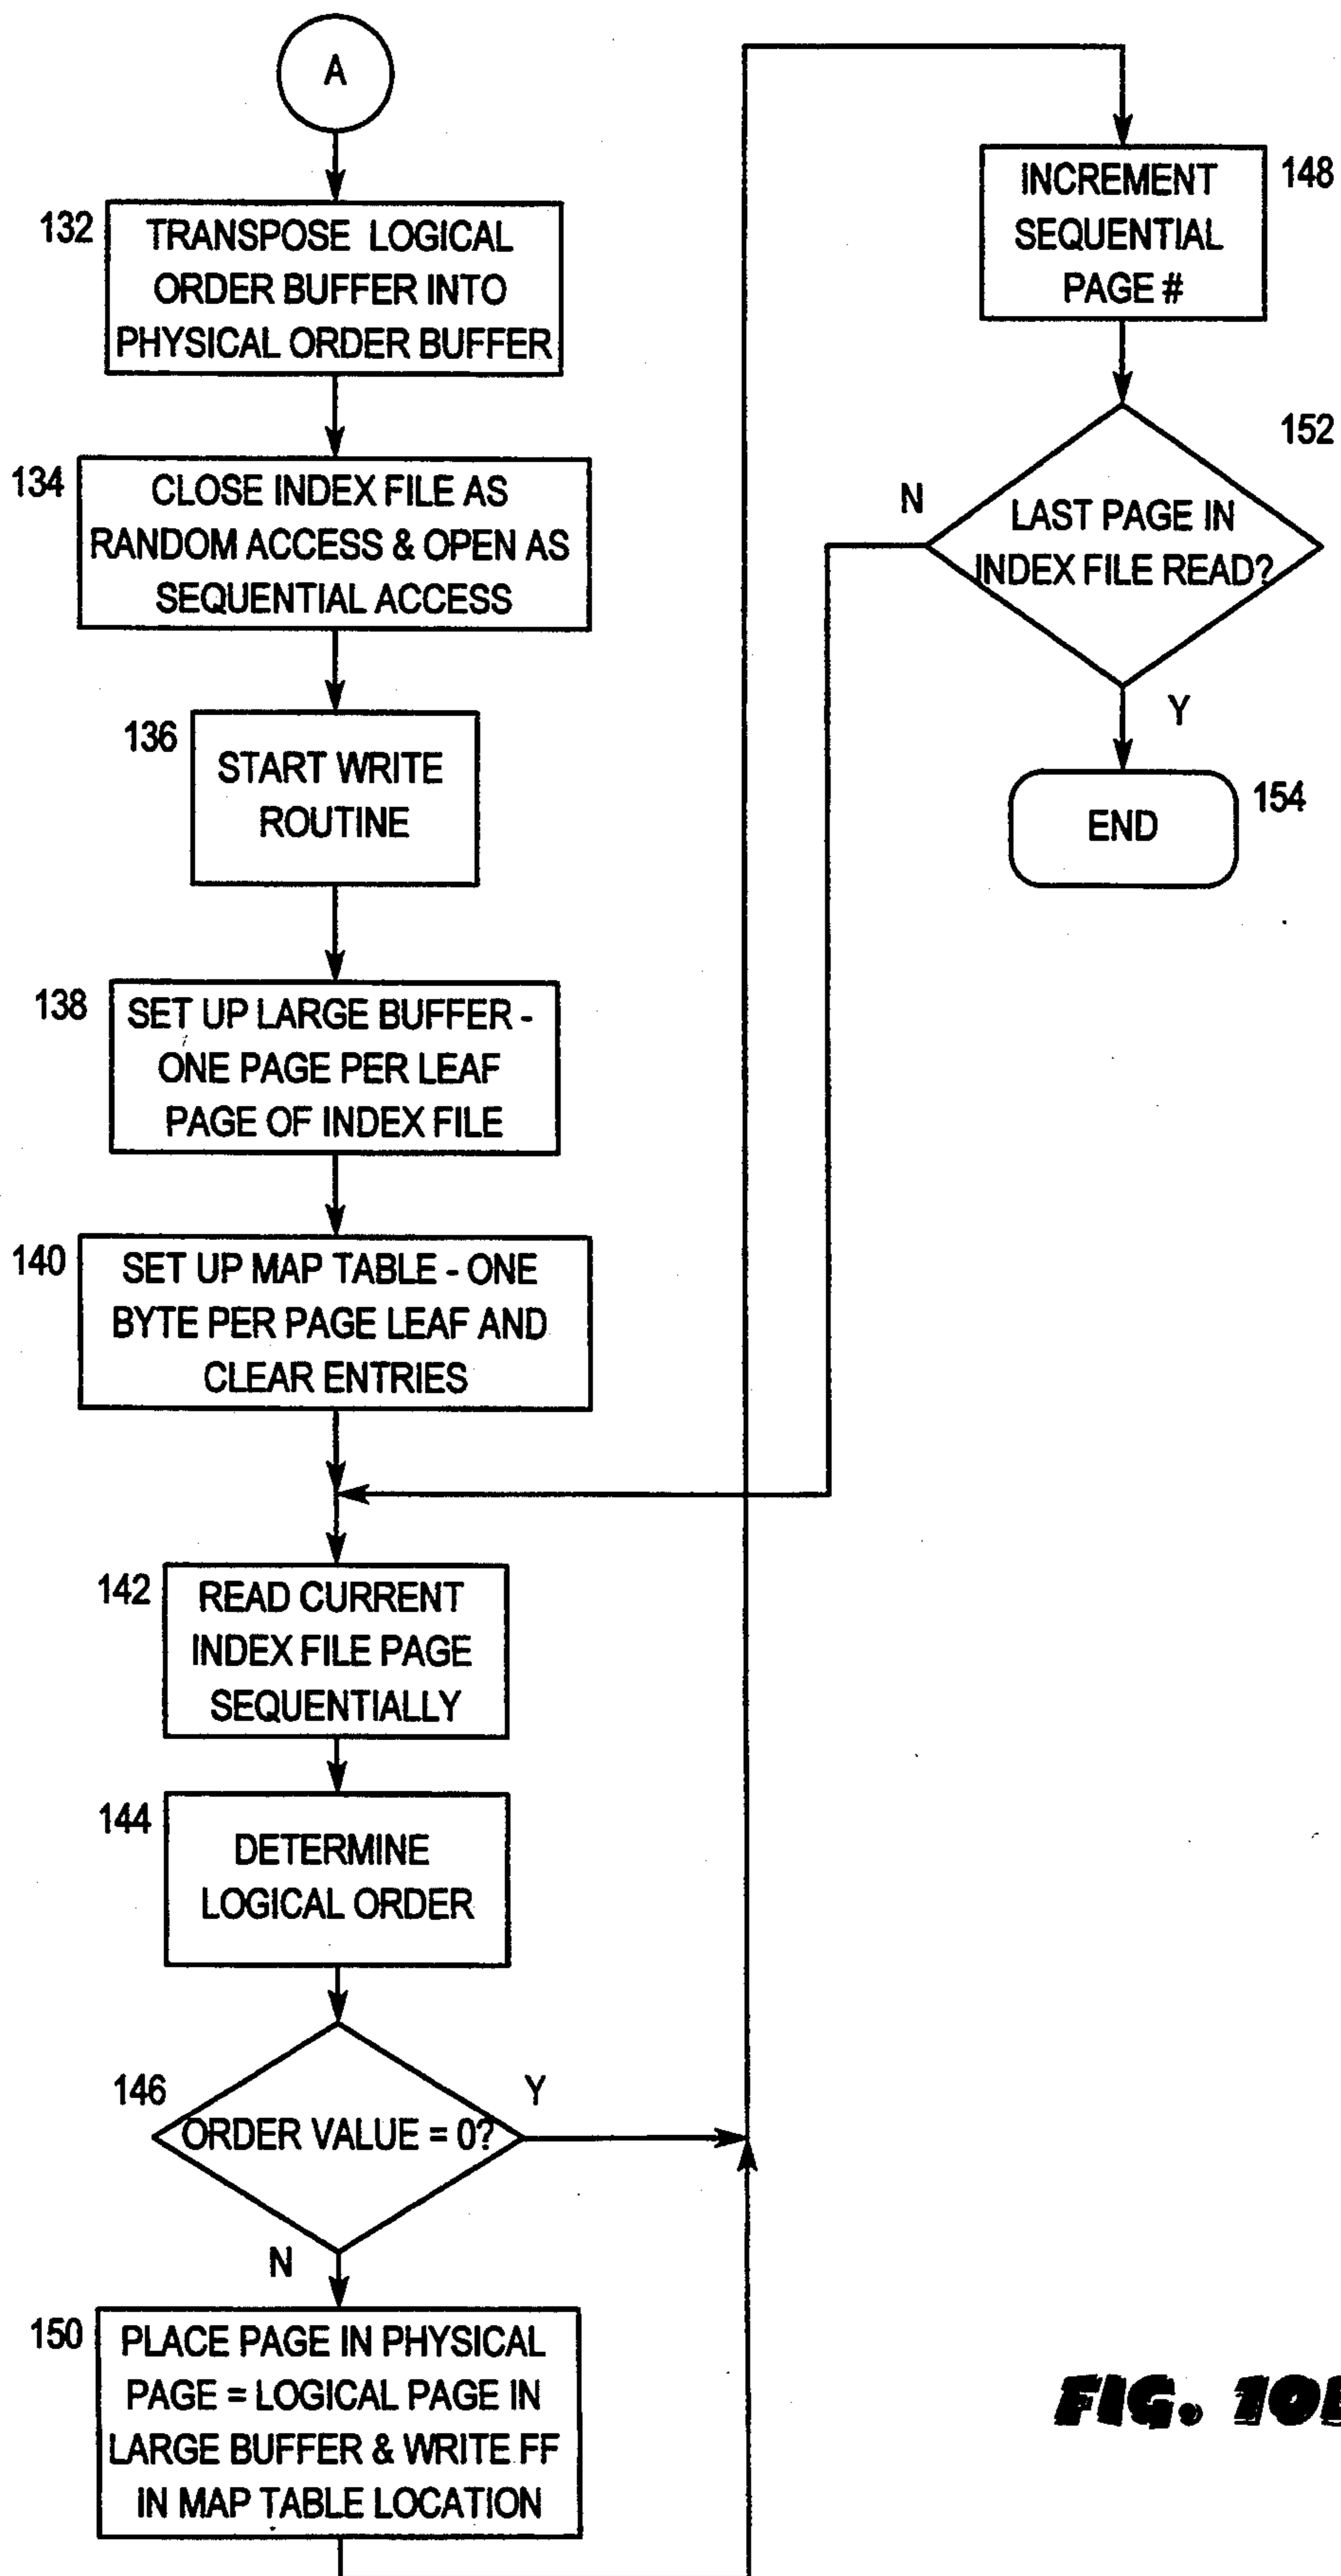 A
132
TRANSPOSE LOGICAL
ORDER BUFFER INTO
PHYSICAL ORDER BUFFER
134
CLOSE INDEX FILE AS
RANDOM ACCESS & OPEN AS
SEQUENTIAL ACCESS
136
START WRITE
ROUTINE
138
SET UP LARGE BUFFER -
ONE PAGE PER LEAF
PAGE OF INDEX FILE
140
SET UP MAP TABLE - ONE
BYTE PER PAGE LEAF AND
CLEAR ENTRIES
142
READ CURRENT
INDEX FILE PAGE
SEQUENTIALLY
144
DETERMINE
LOGICAL ORDER
146
ORDER VALUE = 0?
Y
N
150
PLACE PAGE IN PHYSICAL
PAGE = LOGICAL PAGE IN
LARGE BUFFER & WRITE FF
IN MAP TABLE LOCATION
148
INCREMENT
SEQUENTIAL
PAGE #
152
LAST PAGE IN
INDEX FILE READ?
N
Y
154
END
FIG.